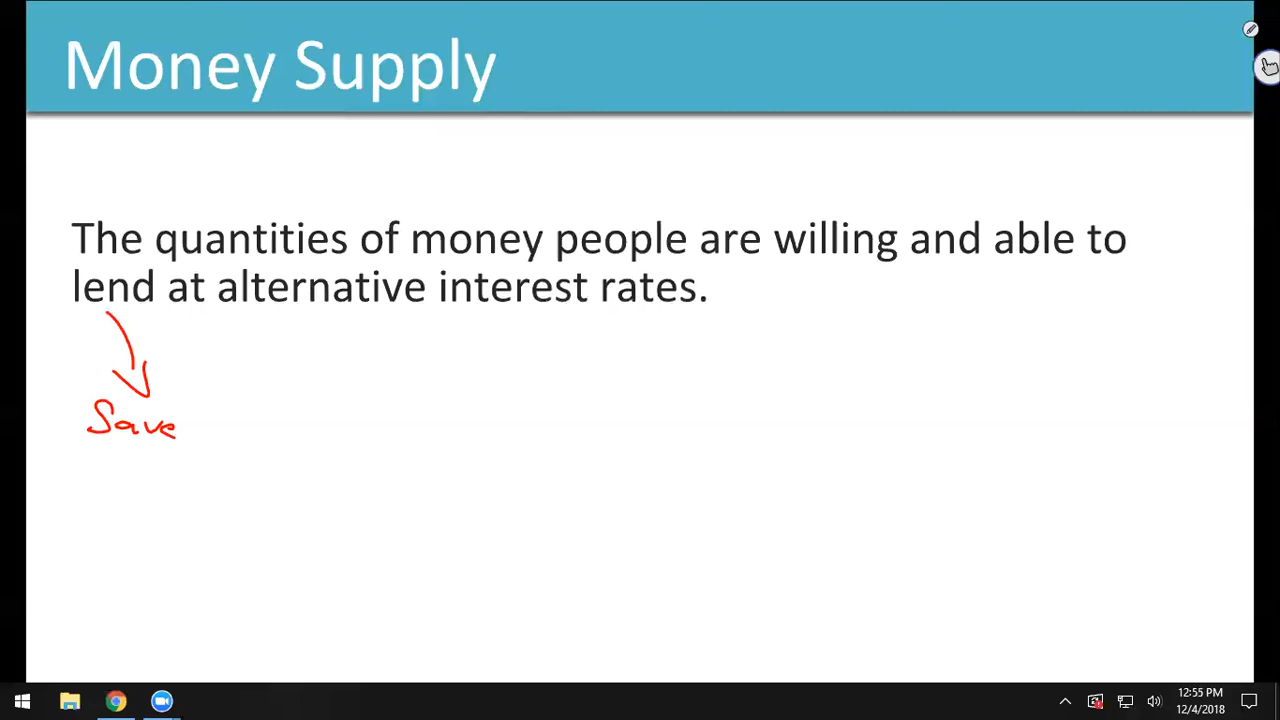 Money Supply
The quantities of money people are willing and able to
lend at alternative interest rates.
Save
12:55 PM
12/4/2018